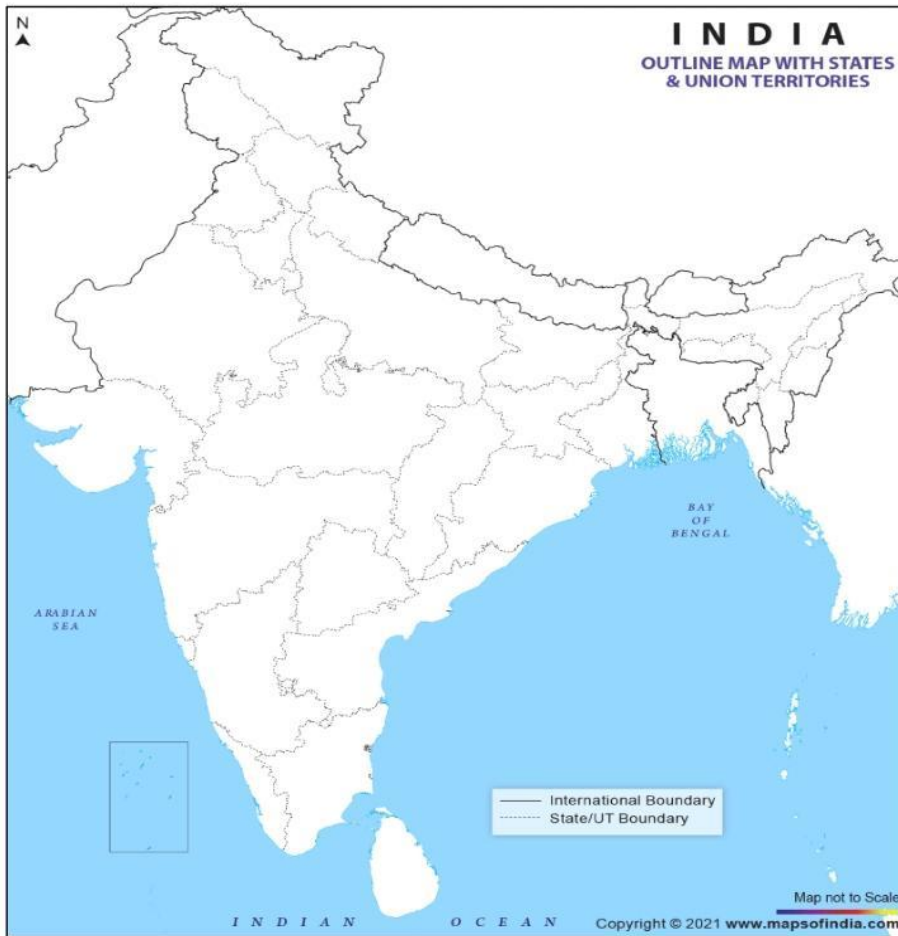 N
INDIA
OUTLINE MAP WITH STATES
& UNION TERRITORIES
BAY
OF
BENGAL
ARABIAN
SEA
International Boundary
State/UT Boundary
Map not to Scale
INDIAN OCEAN
Copyright © 2021 www.mapsofindia.com